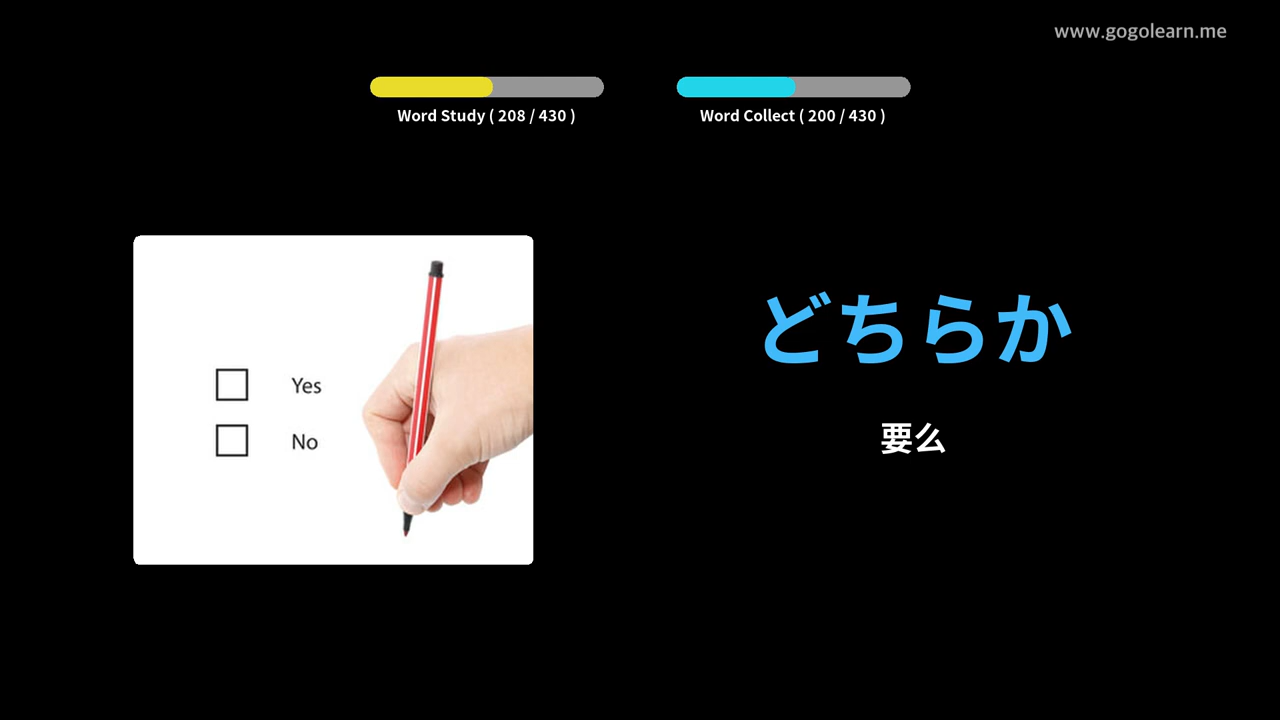 www.gogolearn.me
Word Study ( 208 / 430 )
Word Collect ( 200 / 430 )
Yes
No
どちらか
要么